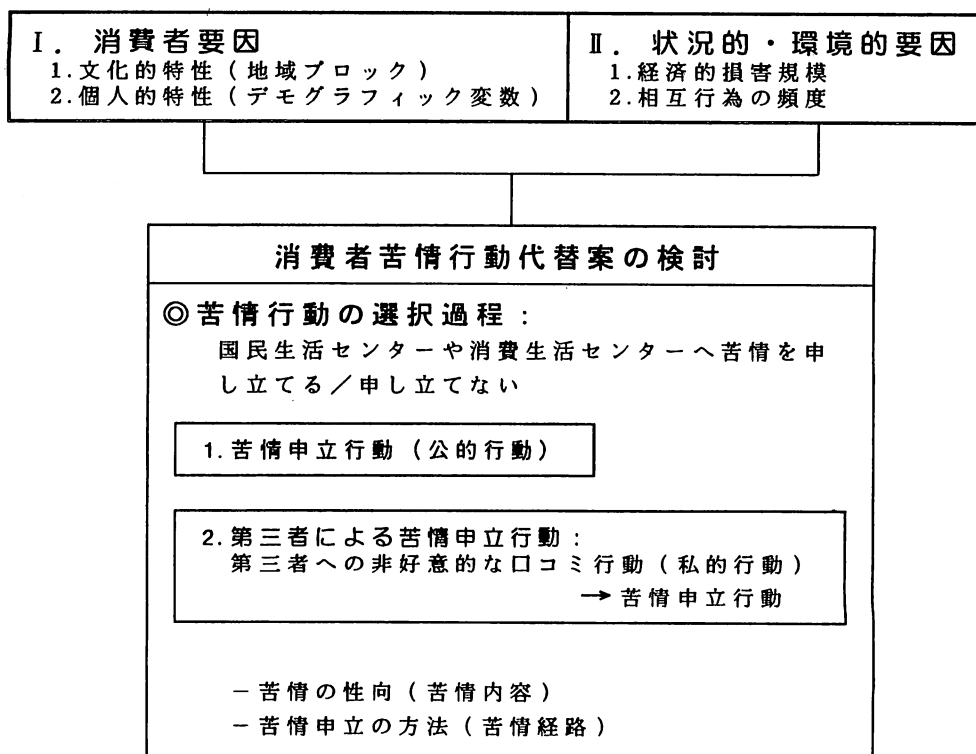 Ⅰ. 消費者要因
1.文化的特性（地域ブロック）
2.個人的特性（デモグラフィック変数）
Ⅱ. 状況的・環境的要因
1.経済的損害規模
2.相互行為の頻度
消費者苦情行動代替案の検討
◎苦情行動の選択過程：
国民生活センターや消費生活センターへ苦情を申
し立てる／申し立てない
1.苦情申立行動（公的行動）
2.第三者による苦情申立行動：
第三者への非好意的な口コミ行動（私的行動）
→苦情申立行動
－苦情の性向（苦情内容）
－苦情申立の方法（苦情経路）